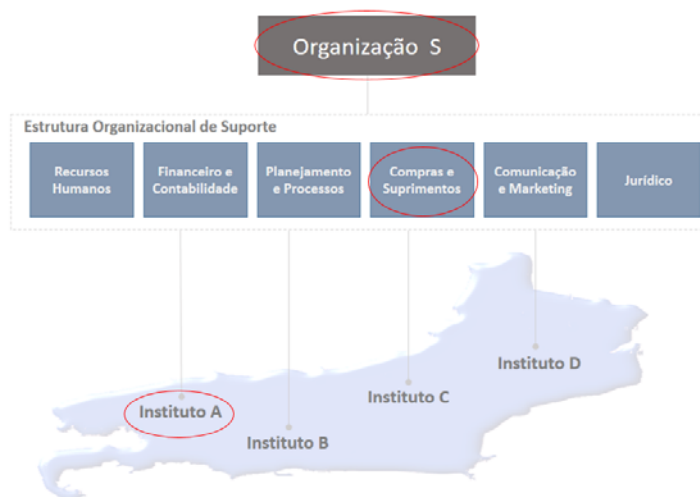 Organização S
Estrutura Organizacional de Suporte
Recursos
Humanos
Financeiro e
Contabilidade
Planejamento
e Processos
Compras e
Suprimentos
Comunicação
e Marketing
Jurídico
Instituto A
Instituto B
Instituto C
Instituto D